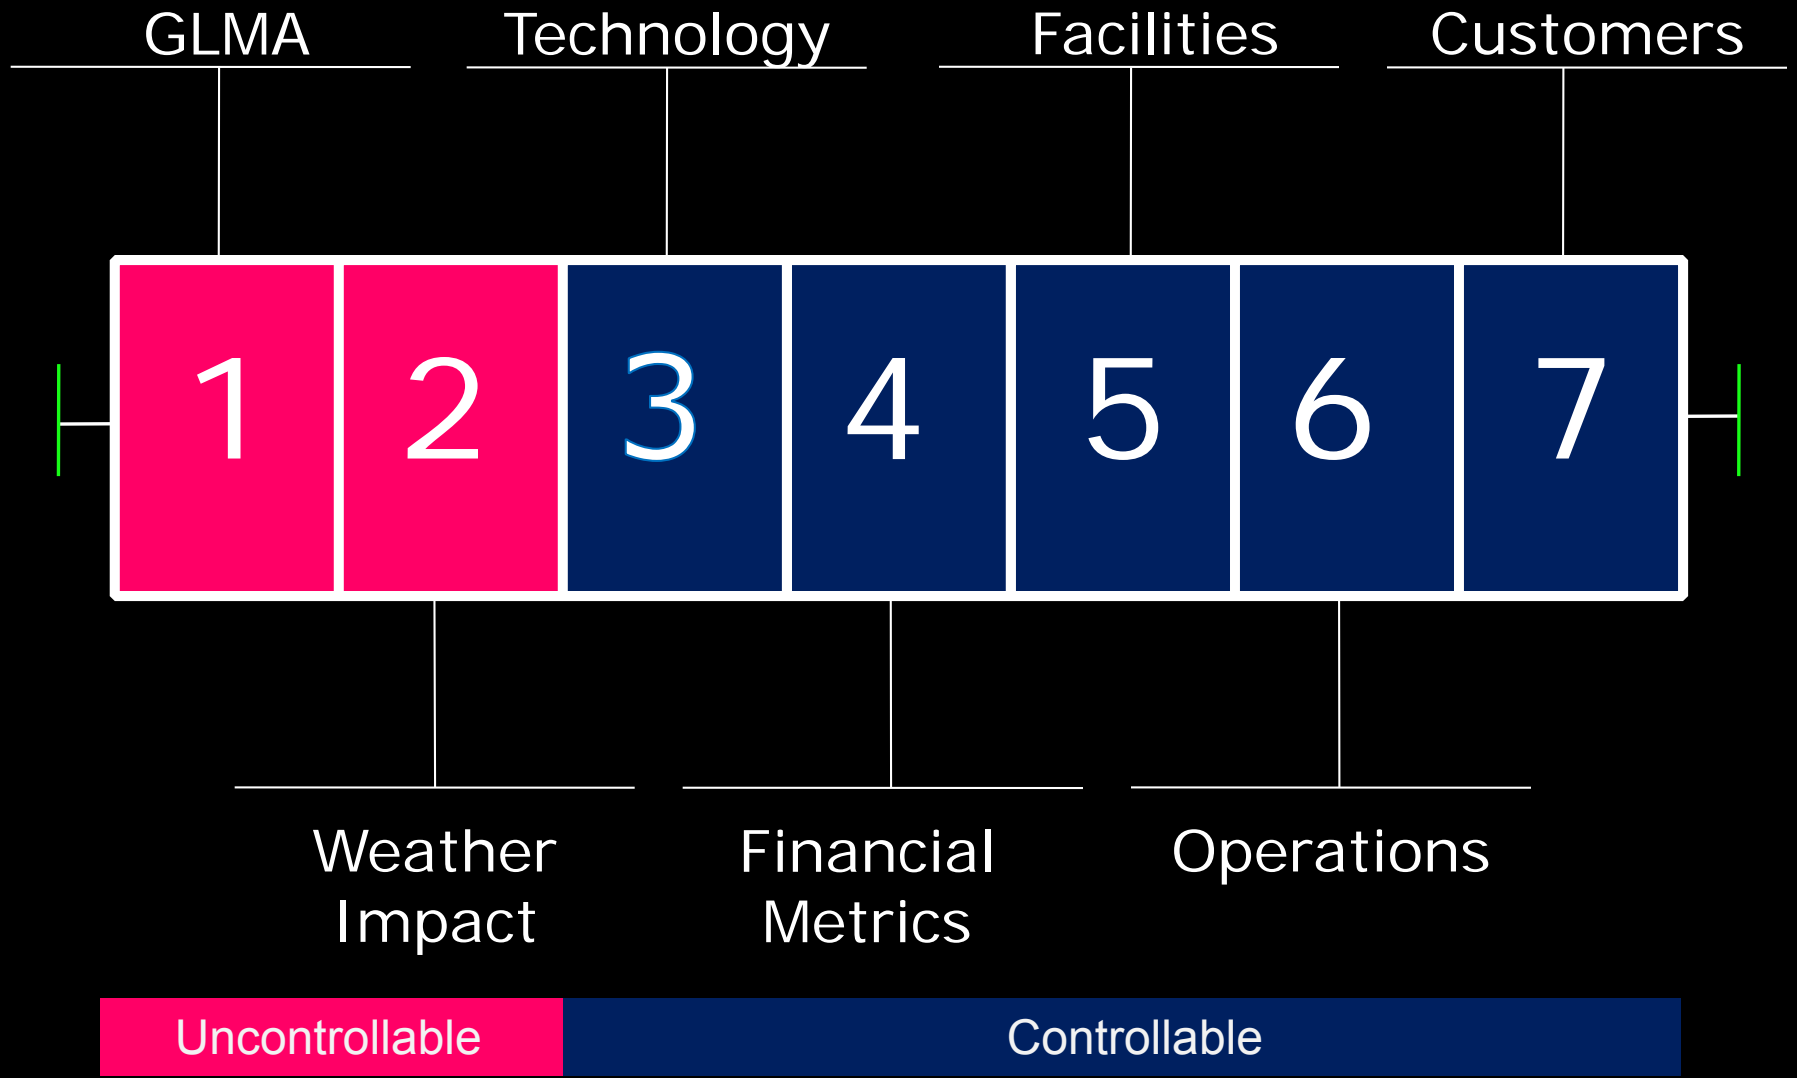 GLMA
Technology
Facilities
Customers
1
2
3
4
5
6
7
Weather
Impact
Financial
Metrics
Operations
Uncontrollable
Controllable